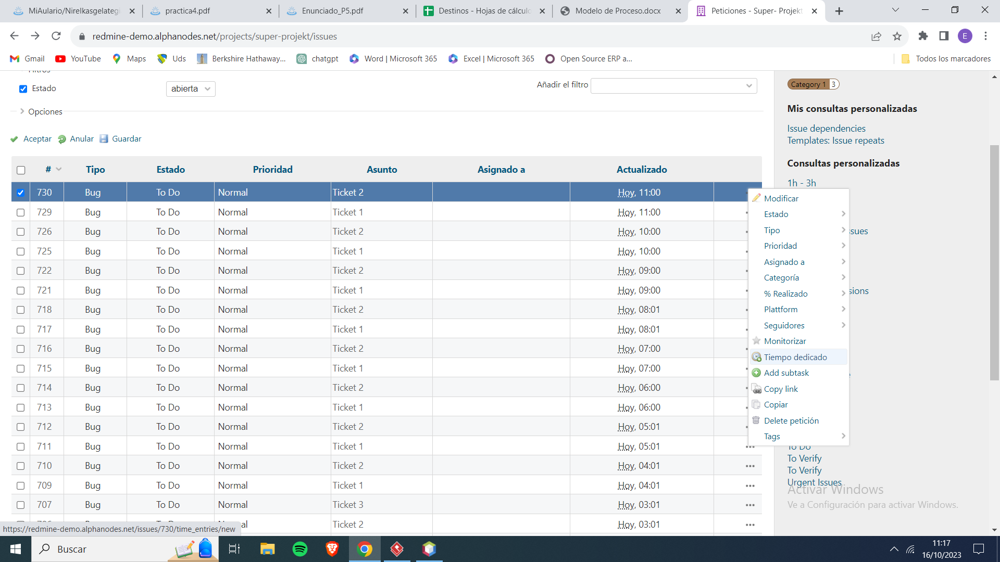 MiAulario/Nirelkasgelategi
practica4.pdf
Enunciado_P5.pdf
Destinos - Hojas de cálculo
Modelo de Proceso.docx
Peticiones - Super- Projekt
redmine-demo.alphanodes.net/projects/super-projekt/issues
E
Gmail
YouTube
Maps
Uds
Berkshire Hathaway...
chatgpt
Word | Microsoft 365
Excel | Microsoft 365
Open Source ERP a...
Todos los marcadores
Filtros
Estado
abierta
Añadir el filtro
Opciones
Aceptar Anular Guardar
# Tipo Estado Prioridad Asunto Asignado a Actualizado
730 Bug To Do Normal Ticket 2 Hoy, 11:00
729 Bug To Do Normal Ticket 1 Hoy, 11:00
726 Bug To Do Normal Ticket 2 Hoy, 10:00
725 Bug To Do Normal Ticket 1 Hoy, 10:00
722 Bug To Do Normal Ticket 2 Hoy, 09:00
721 Bug To Do Normal Ticket 1 Hoy, 09:00
718 Bug To Do Normal Ticket 2 Hoy, 08:01
717 Bug To Do Normal Ticket 1 Hoy, 08:01
716 Bug To Do Normal Ticket 2 Hoy, 07:00
715 Bug To Do Normal Ticket 1 Hoy, 07:00
714 Bug To Do Normal Ticket 2 Hoy, 06:00
713 Bug To Do Normal Ticket 1 Hoy, 06:00
712 Bug To Do Normal Ticket 2 Hoy, 05:01
711 Bug To Do Normal Ticket 1 Hoy, 05:01
710 Bug To Do Normal Ticket 2 Hoy, 04:01
709 Bug To Do Normal Ticket 1 Hoy, 04:01
707 Bug To Do Normal Ticket 3 Hoy, 03:01
Ticket 2 Hoy, 03:01
https://redmine-demo.alphanodes.net/issues/730/time_entries/new
Modificar
Estado
Tipo
Prioridad
Asignado a
Categoría
% Realizado
Plattform
Seguidores
Monitorizar
Tiempo dedicado
Add subtask
Copy link
Copiar
Delete petición
Tags
Category 1 3
Mis consultas personalizadas
Issue dependencies
Templates: Issue repeats
Consultas personalizadas
1h - 3h
ssues
sions
To Do
To Verify
To Verify
Urgent Issues
Activar Windows
Ve a Configuración para activar Windows.
Buscar
11:17
16/10/2023